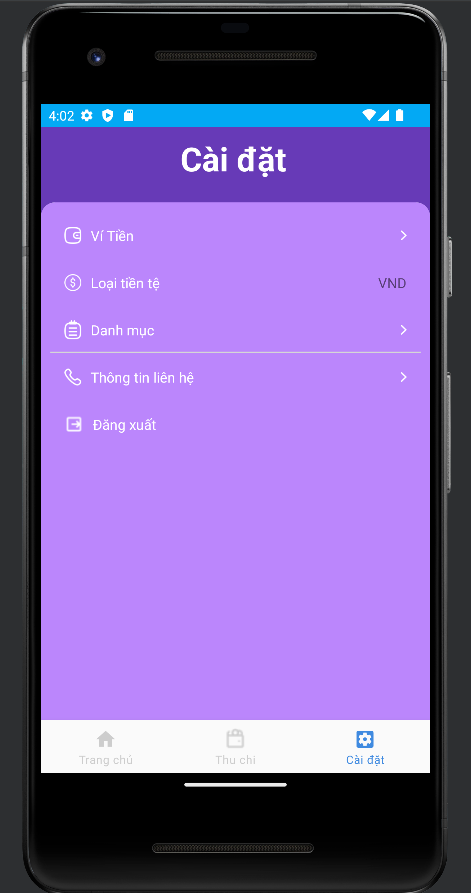 4:02
Cài đặt
Ví Tiền
Loại tiền tệ VND
Danh mục
Thông tin liên hệ
Đăng xuất
Trang chủ Thu chi Cài đặt